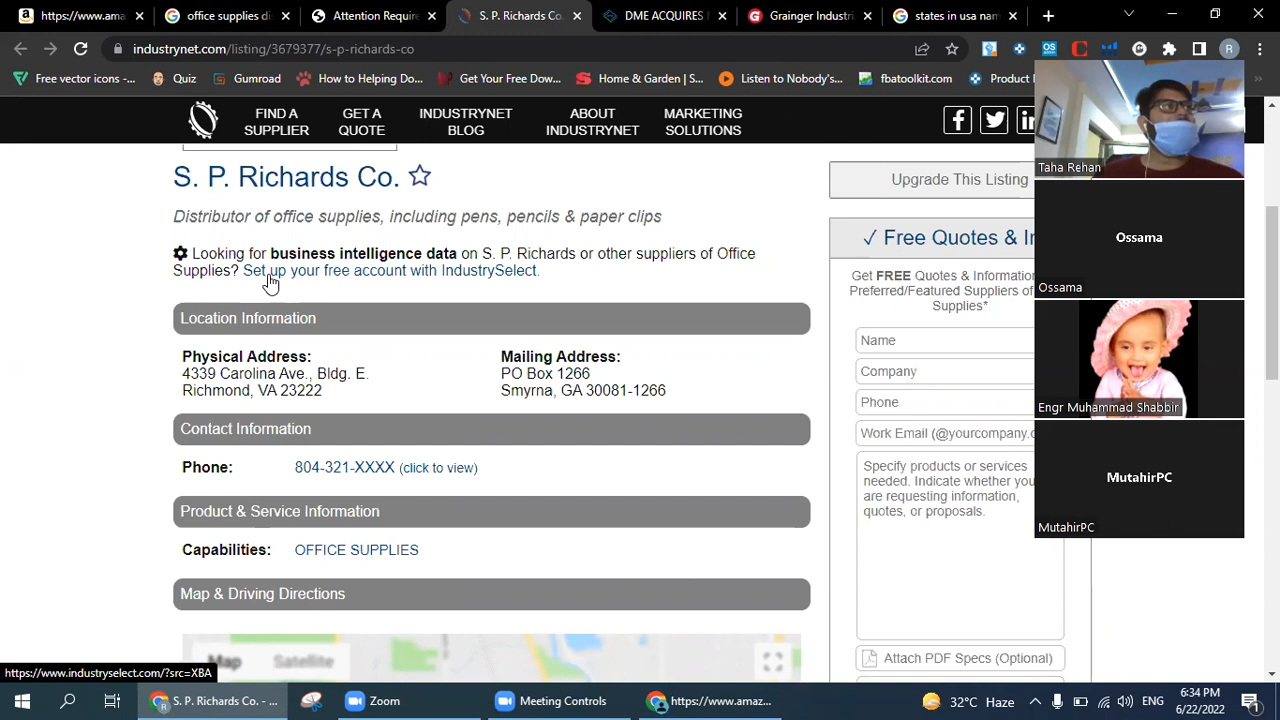 https://www.ama
office supplies di
Attention Require
S. P. Richards Co.
DME ACQUIRES
Grainger Industri
states in usa nam
industrynet.com/listing/3679377/s-p-richards-co
R
Free vector icons -...
Quiz
Gumroad
How to Helping Do...
Get Your Free Dow...
Home & Garden | S...
Listen to Nobody's...
fbatoolkit.com
Product
FIND A
SUPPLIER
GET A
QUOTE
INDUSTRYNET
BLOG
ABOUT
INDUSTRYNET
MARKETING
SOLUTIONS
S. P. Richards Co.
Distributor of office supplies, including pens, pencils & paper clips
Looking for business intelligence data on S. P. Richards or other suppliers of Office
Supplies? Set up your free account with IndustrySelect.
Location Information
Physical Address:
4339 Carolina Ave., Bldg. E.
Richmond, VA 23222
Mailing Address:
PO Box 1266
Smyrna, GA 30081-1266
Contact Information
Phone: 804-321-XXXX (click to view)
Product & Service Information
Capabilities: OFFICE SUPPLIES
Map & Driving Directions
Map Satellite
Upgrade This Listing
✓ Free Quotes & In
Get FREE Quotes & Information
Preferred/Featured Suppliers of
Supplies*
Name
Company
Phone
Work Email (@yourcompany.c
Specify products or services
needed. Indicate whether you
are requesting information,
quotes, or proposals.
Attach PDF Specs (Optional)
Taha Rehan
Ossama
Ossama
Engr Muhammad Shabbir
MutahirPC
MutahirPC
https://www.industryselect.com/?src=XBA
S. P. Richards Co. - ...
Zoom
Meeting Controls
https://www.amaz...
32°C Haze
ENG
6:34 PM
6/22/2022
1